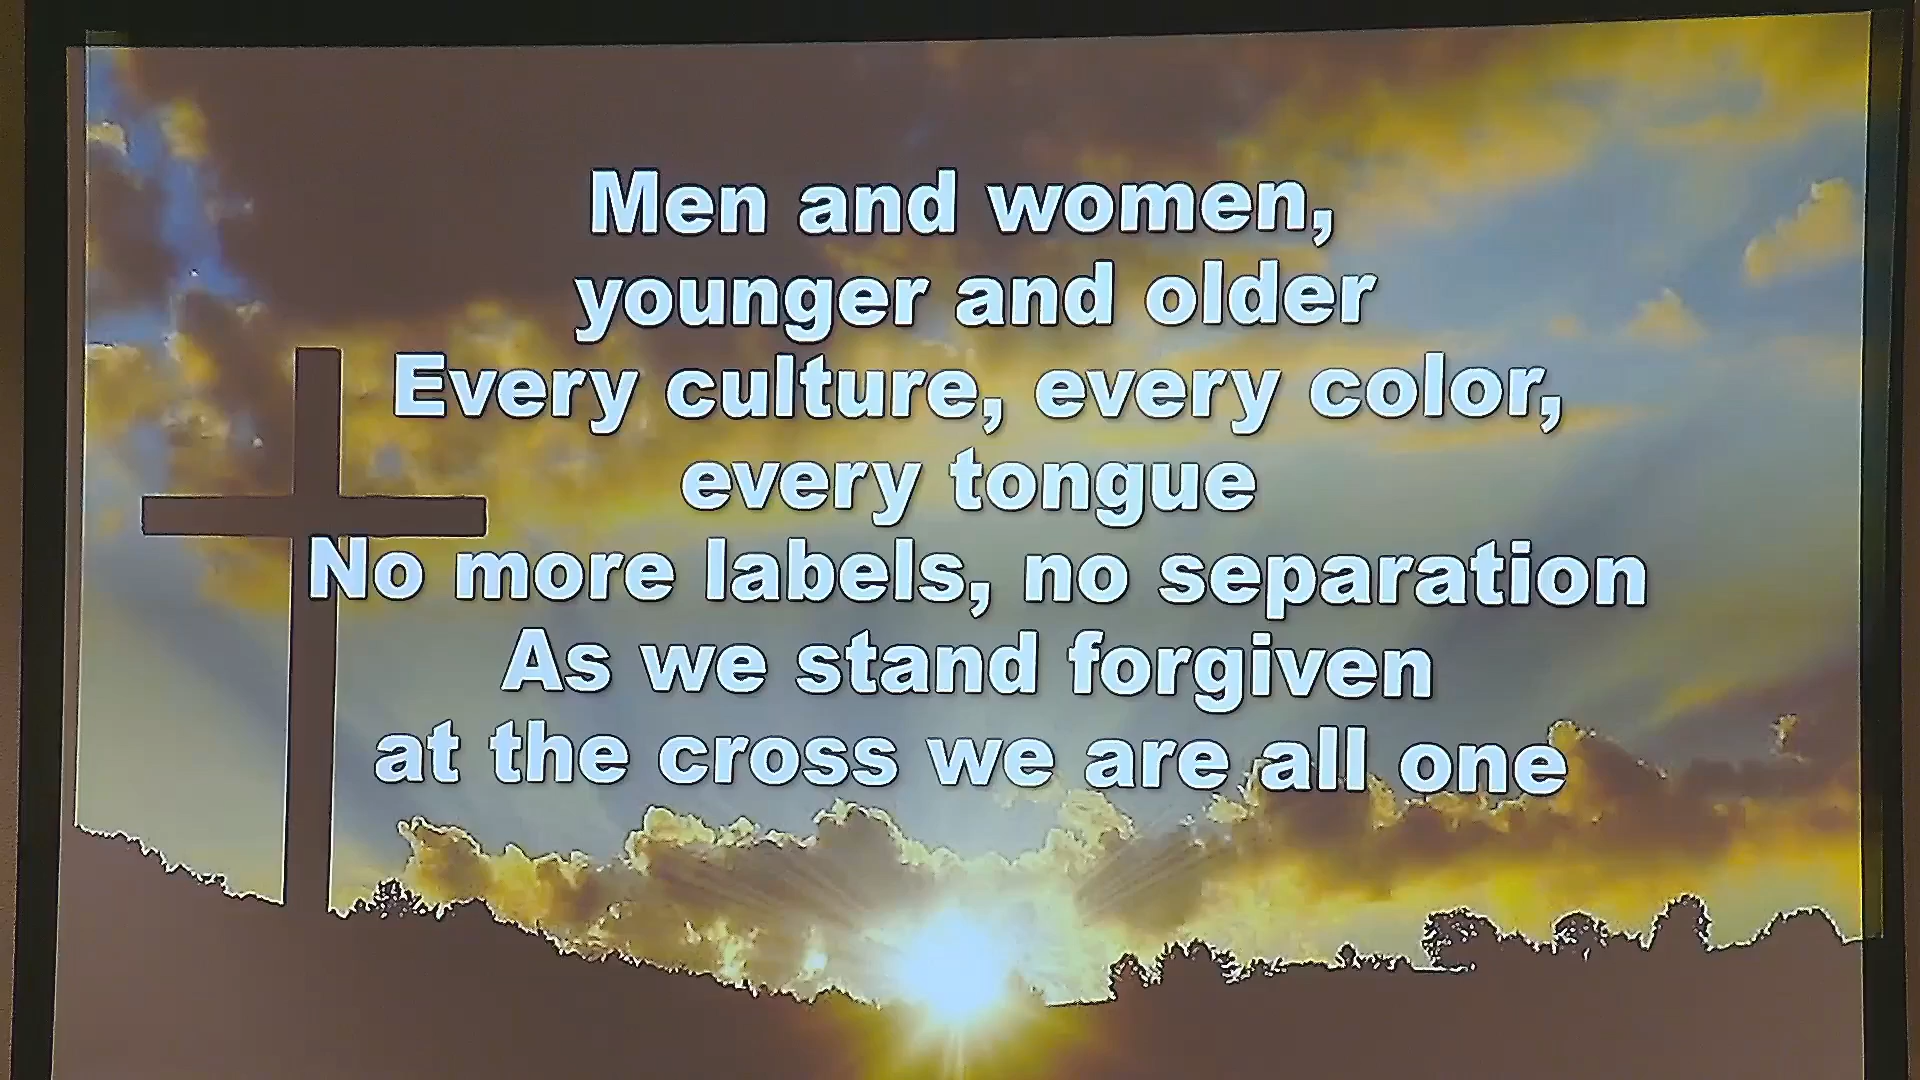 Men and women,
younger and older
Every culture, every color,
every tongue
No more labels, no separation
As we stand forgiven
at the cross we are all one